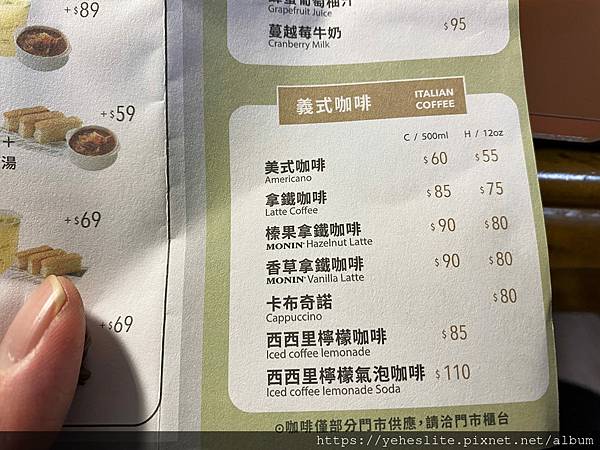 +$89
+$59
+
湯
+$69
+$69
Grapefruit Juice
蔓越莓牛奶 $95
Cranberry Milk
義式咖啡 ITALIAN COFFEE
C / 500ml H / 12oz
美式咖啡 $60 $55
Americano
拿鐵咖啡 $85 $75
Latte Coffee
榛果拿鐵咖啡 $90 $80
MONIN® Hazelnut Latte
香草拿鐵咖啡 $90 $80
MONIN® Vanilla Latte
卡布奇諾 $80
Cappuccino
西西里檸檬咖啡 $85
Iced coffee lemonade
西西里檸檬氣泡咖啡 $110
Iced coffee lemonade Soda
⊙咖啡僅部分門市供應,請洽門市櫃台
https://yeheslite.pixnet.net/album